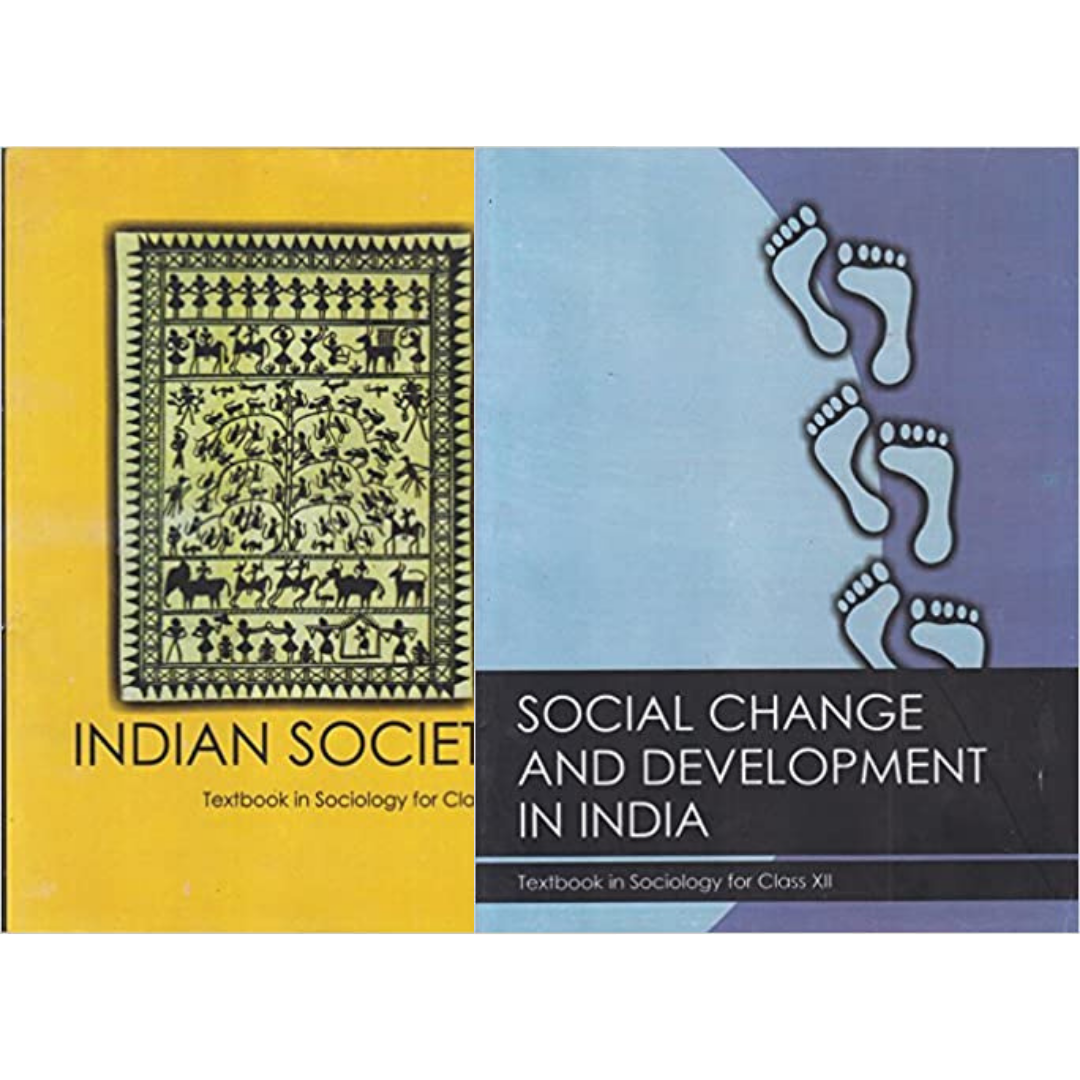 INDIAN SOCIET
Textbook in Sociology for Cla
SOCIAL CHANGE
AND DEVELOPMENT
IN INDIA
Textbook in Sociology for Class XII